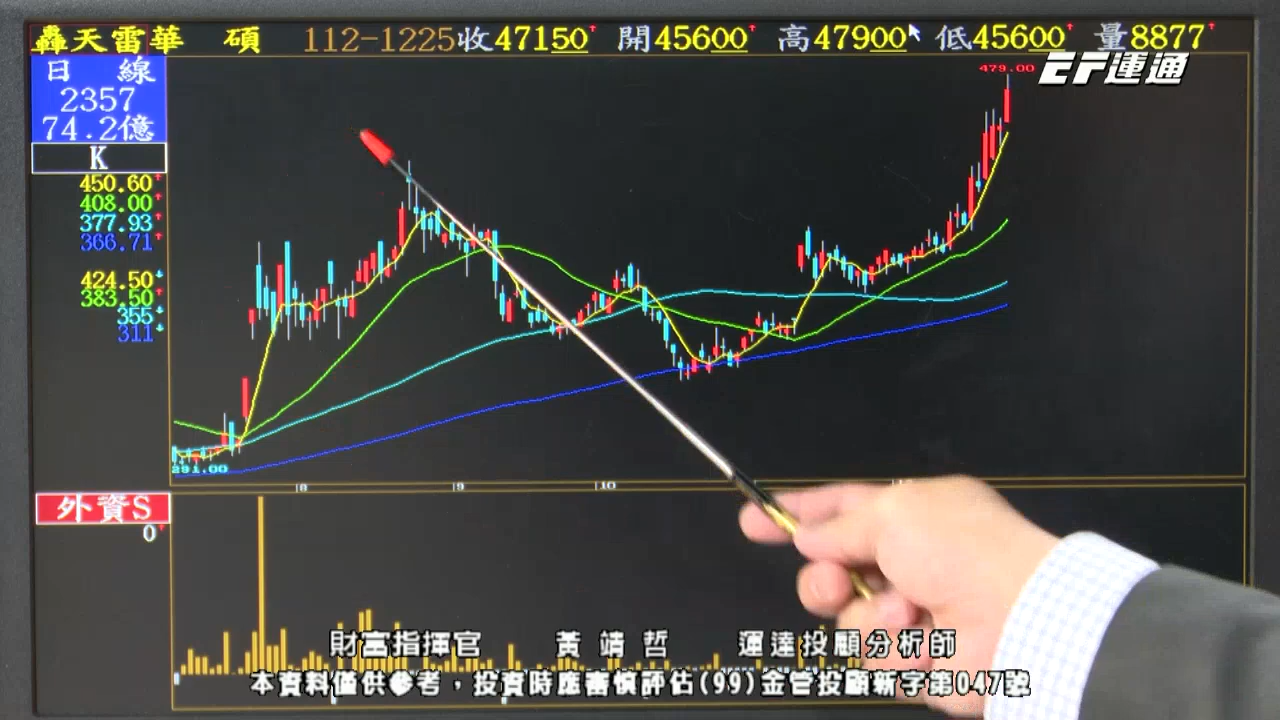 轟天雷華 碩 112-1225收47150↑ 開45600↑ 高47900↑ 低45600↑ 量8877↑
日 線
2357
74.2億
K
450.60↑
408.00↑
377.93↑
366.71↑
424.50
383.50
355
311
479.00
EF運通
291.00
8 9 10
外資S
0↑
財富指揮官 黃靖哲 運達投顧分析師
本資料僅供參考，投資時應審慎評估(99)金管投顧新字第047號